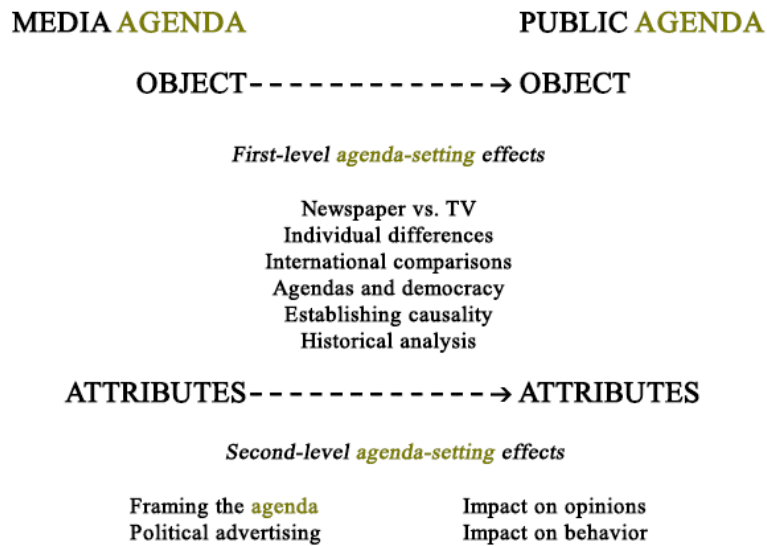 MEDIA AGENDA PUBLIC AGENDA
OBJECT-------------→ OBJECT
First-level agenda-setting effects
Newspaper vs. TV
Individual differences
International comparisons
Agendas and democracy
Establishing causality
Historical analysis
ATTRIBUTES-------------→ ATTRIBUTES
Second-level agenda-setting effects
Framing the agenda Impact on opinions
Political advertising Impact on behavior